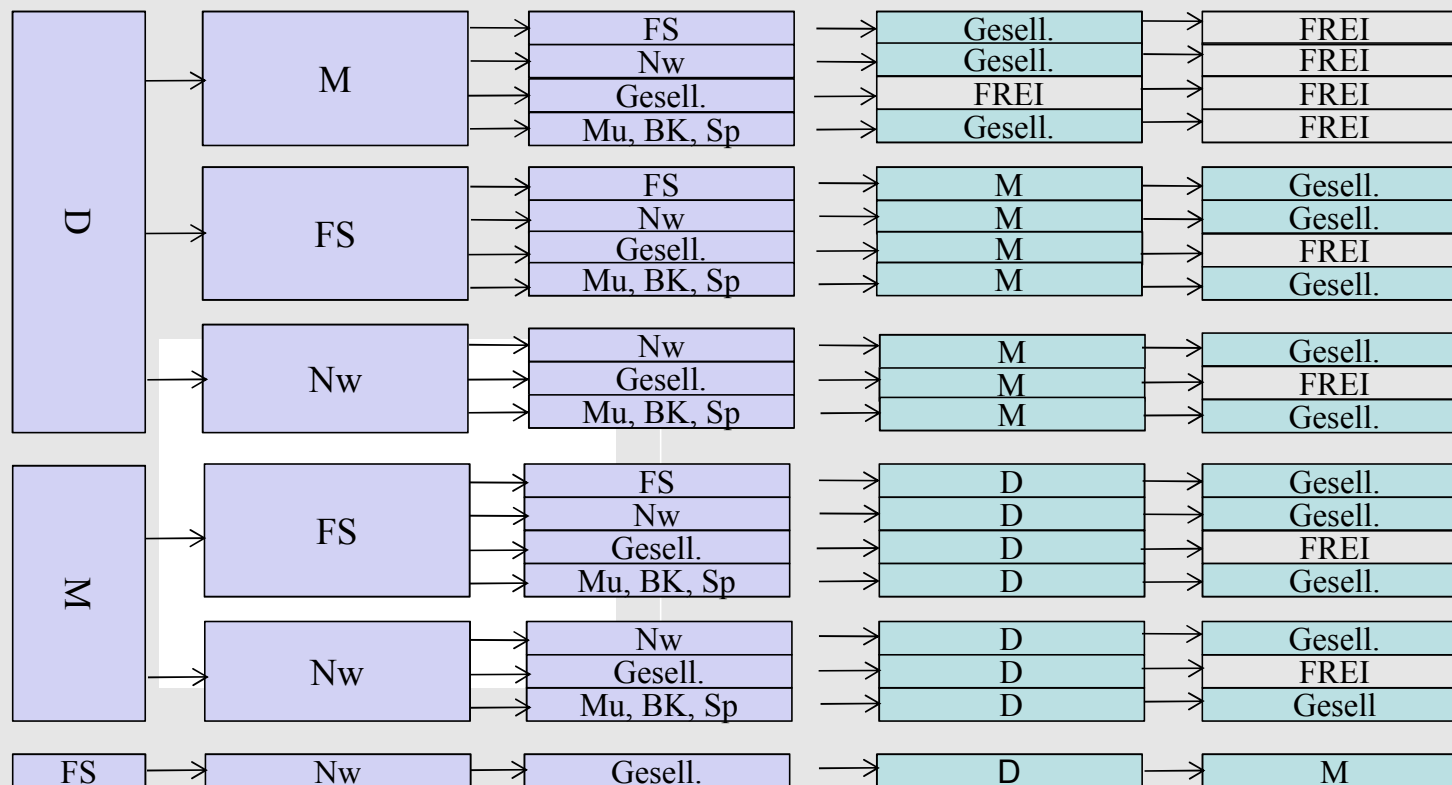 D
M
FS Gesell. FREI
Nw Gesell. FREI
Gesell. FREI FREI
Mu, BK, Sp Gesell. FREI
FS
FS M Gesell.
Nw M Gesell.
Gesell. M FREI
Mu, BK, Sp M Gesell.
Nw
Nw M Gesell.
Gesell. M FREI
Mu, BK, Sp M Gesell.
M
FS
FS D Gesell.
Nw D Gesell.
Gesell. D FREI
Mu, BK, Sp D Gesell.
Nw
Nw D Gesell.
Gesell. D FREI
Mu, BK, Sp D Gesell
FS Nw Gesell. D M